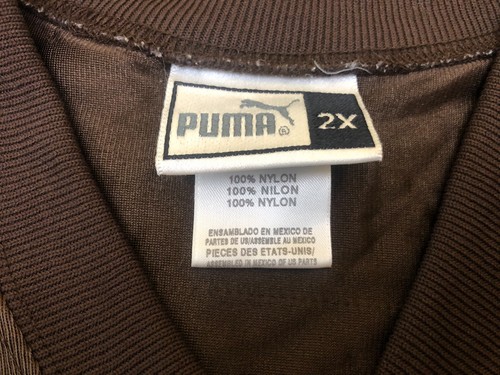 PUMA® 2X
100% NYLON
100% NILON
100% NYLON
ENSAMBLADO EN MEXICO DE
PARTES DE US/ASSEMBLE AU MEXICO
PIECES DES ETATS-UNIS/
ASSEMBLED IN MEXICO OF US PARTS